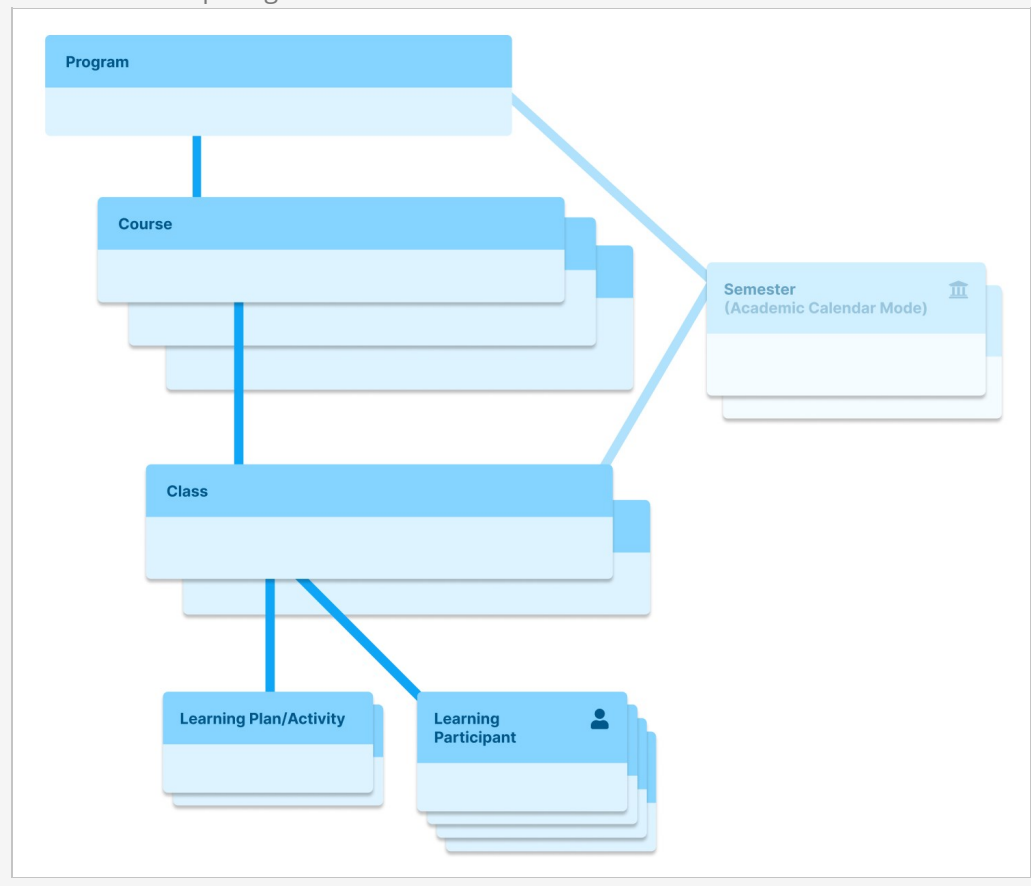 Program
Course
Semester
(Academic Calendar Mode)
Class
Learning Plan/Activity
Learning
Participant